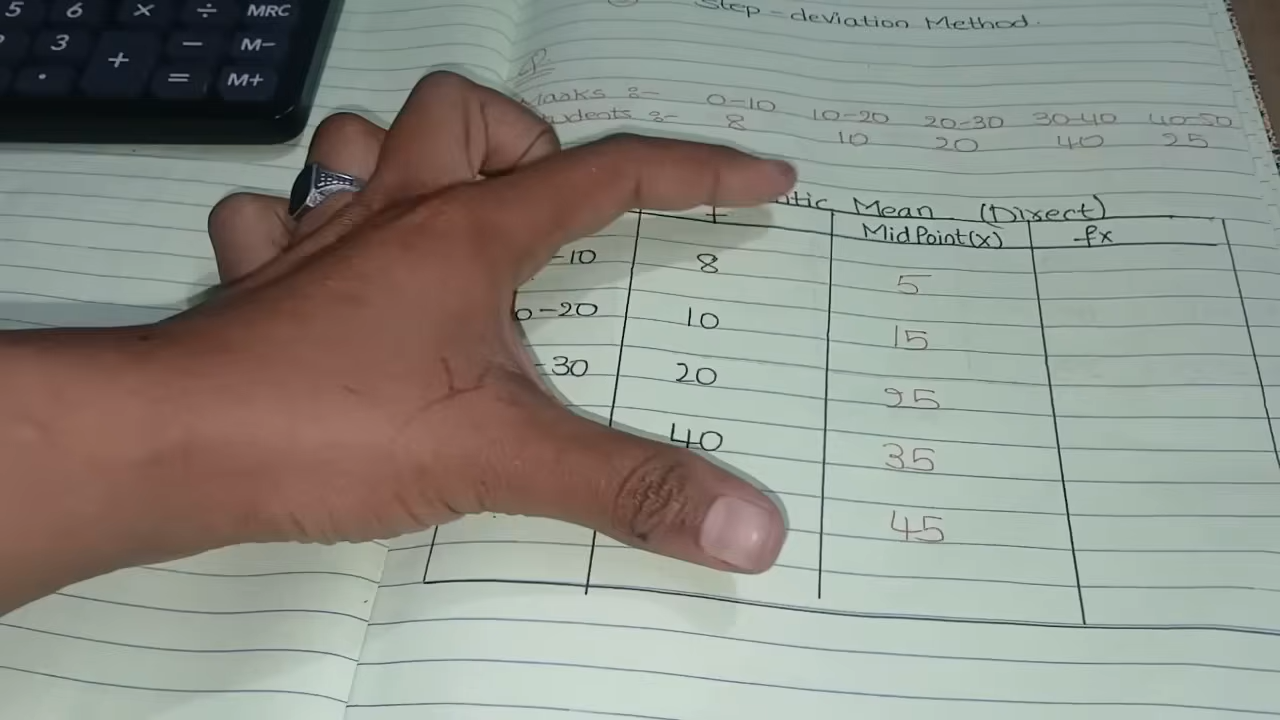 5 6 × ÷ MRC
3 − M−
+
. = M+
Step-deviation Method.
Marks :- 0-10 10-20 20-30 30-40 40-50
8 10 20 40 25
Mean (Direct)
f MidPoint(x) fx
-10 8 5
0-20 10 15
-30 20 25
40 35
45